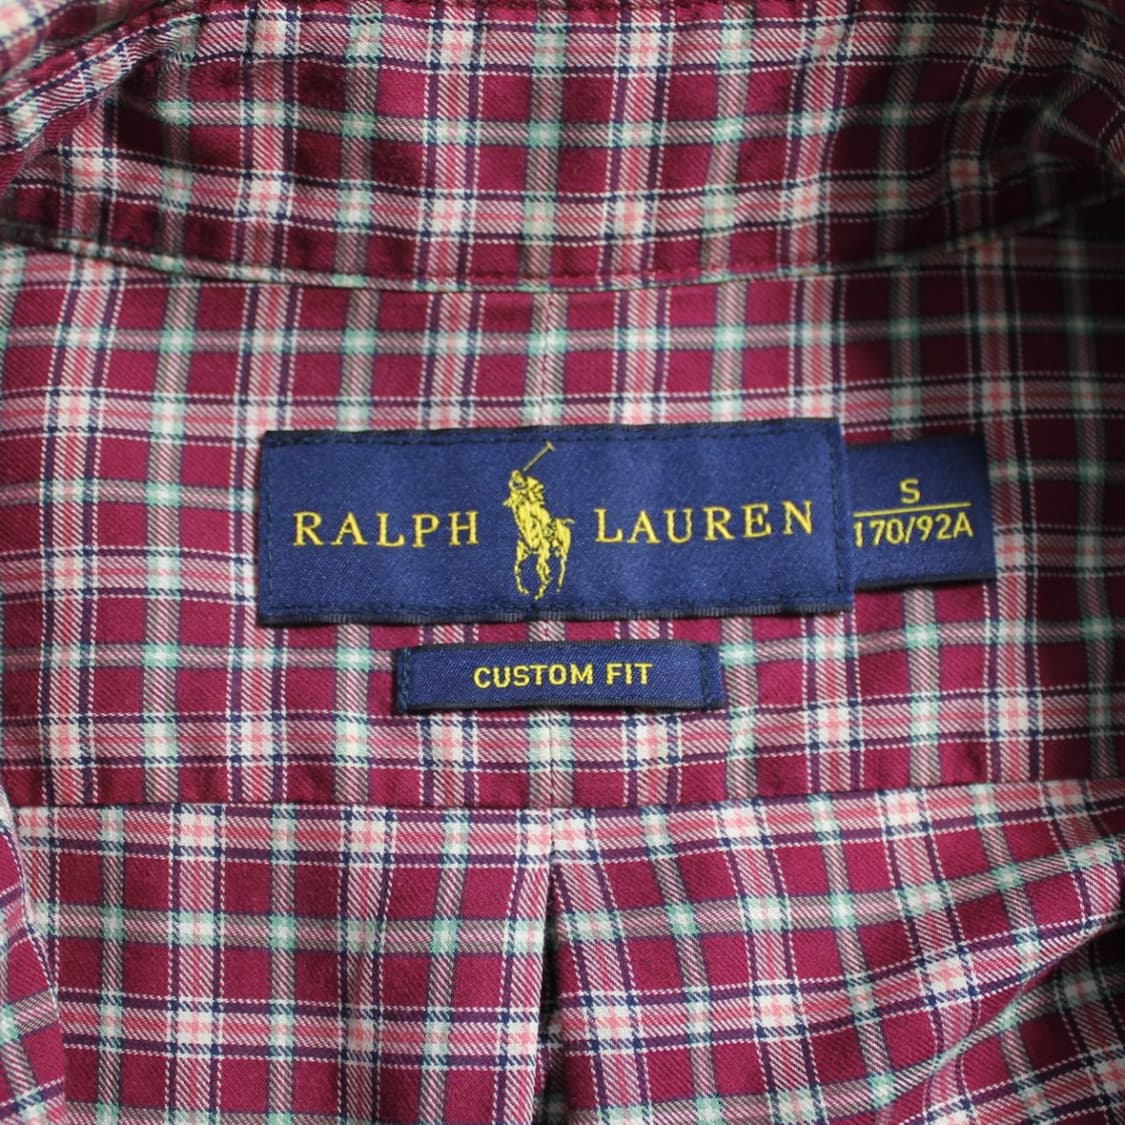 RALPH LAUREN
S
170/92A
CUSTOM FIT